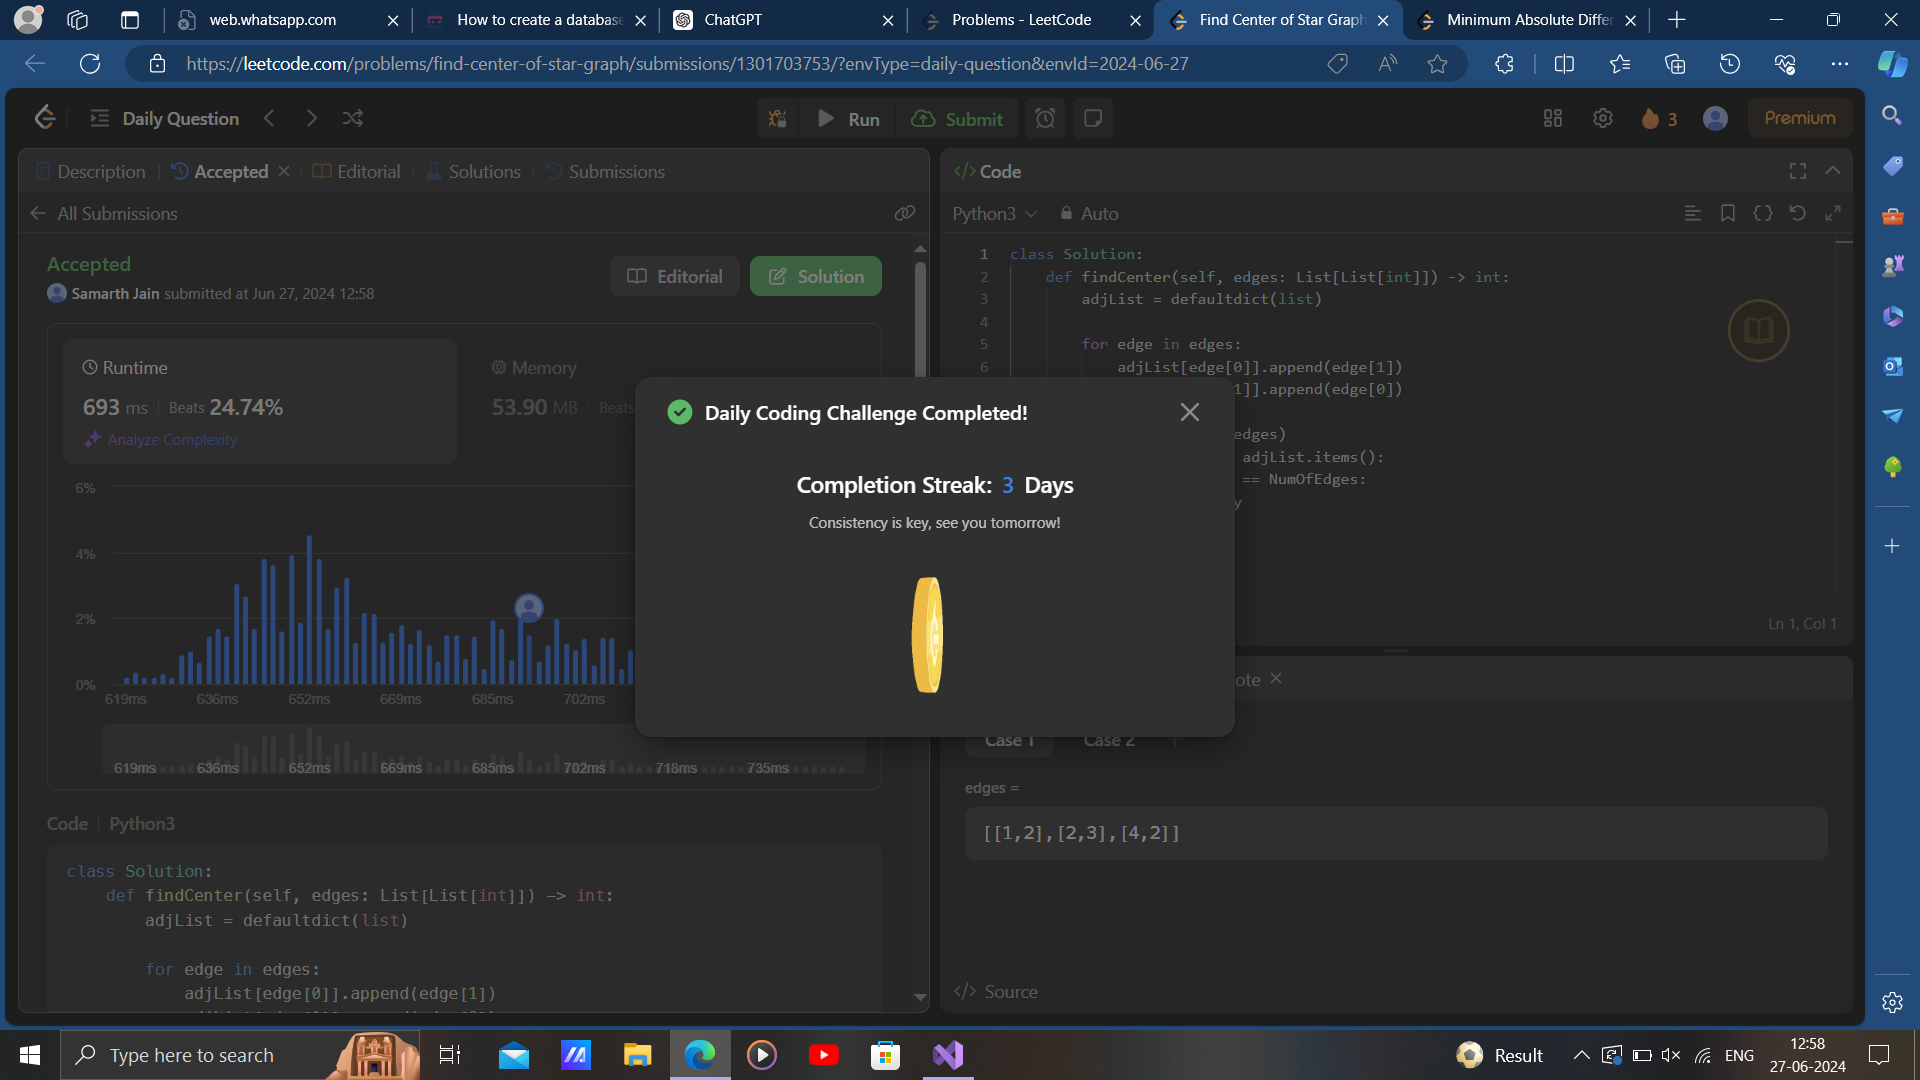 web.whatsapp.com
How to create a database
ChatGPT
Problems - LeetCode
Find Center of Star Graph
Minimum Absolute Differ
https://leetcode.com/problems/find-center-of-star-graph/submissions/1301703753/?envType=daily-question&envId=2024-06-27
Daily Question
Run
Submit
3
Premium
Description
Accepted
Editorial
Solutions
Submissions
All Submissions
Accepted
Samarth Jain submitted at Jun 27, 2024 12:58
Editorial
Solution
Runtime
693 ms
Beats 24.74%
Analyze Complexity
Memory
53.90 MB
Beats
6%
4%
2%
0%
619ms 636ms 652ms 669ms 685ms 702ms
619ms 636ms 652ms 669ms 685ms 702ms 718ms 735ms
Code
Python3
class Solution:
def findCenter(self, edges: List[List[int]]) -> int:
adjList = defaultdict(list)
for edge in edges:
adjList[edge[0]].append(edge[1])
Daily Coding Challenge Completed!
Completion Streak: 3 Days
Consistency is key, see you tomorrow!
Code
Python3
Auto
1 class Solution:
2 def findCenter(self, edges: List[List[int]]) -> int:
3 adjList = defaultdict(list)
4
5 for edge in edges:
6 adjList[edge[0]].append(edge[1])
1]].append(edge[0])
edges)
adjList.items():
== NumOfEdges:
y
Ln 1, Col 1
ote
Case 1
Case 2
edges =
[[1,2],[2,3],[4,2]]
Source
Type here to search
Result
ENG
12:58
27-06-2024